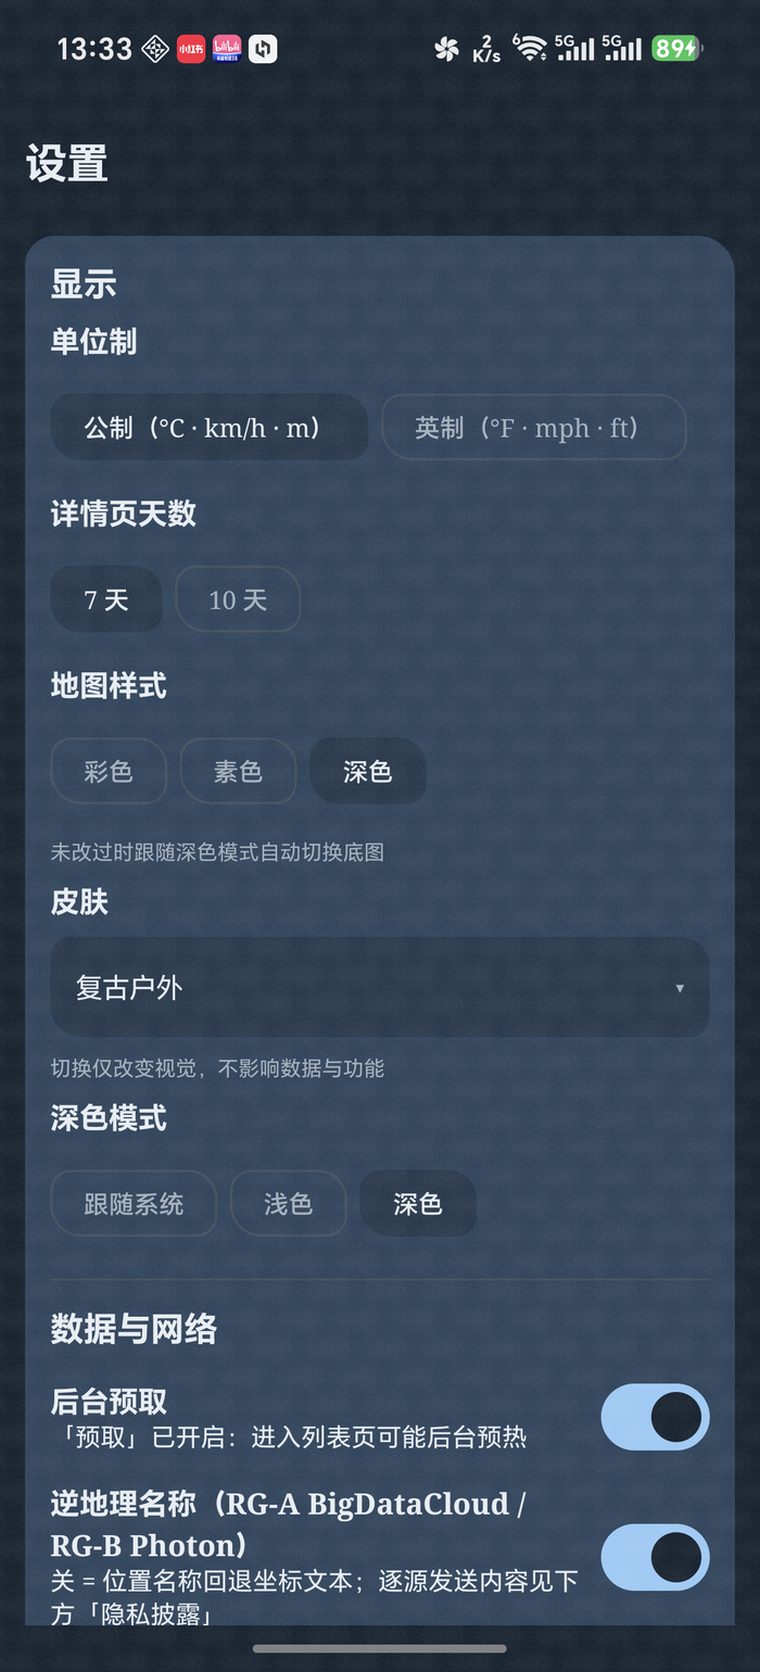 13:33
小红书
bilibili
2
K/s
6
5G
5G
89
设置
显示
单位制
公制（°C · km/h · m）
英制（°F · mph · ft）
详情页天数
7 天
10 天
地图样式
彩色
素色
深色
未改过时跟随深色模式自动切换底图
皮肤
复古户外
切换仅改变视觉，不影响数据与功能
深色模式
跟随系统
浅色
深色
数据与网络
后台预取
「预取」已开启：进入列表页可能后台预热
逆地理名称（RG-A BigDataCloud /
RG-B Photon）
关 = 位置名称回退坐标文本；逐源发送内容见下
方「隐私披露」